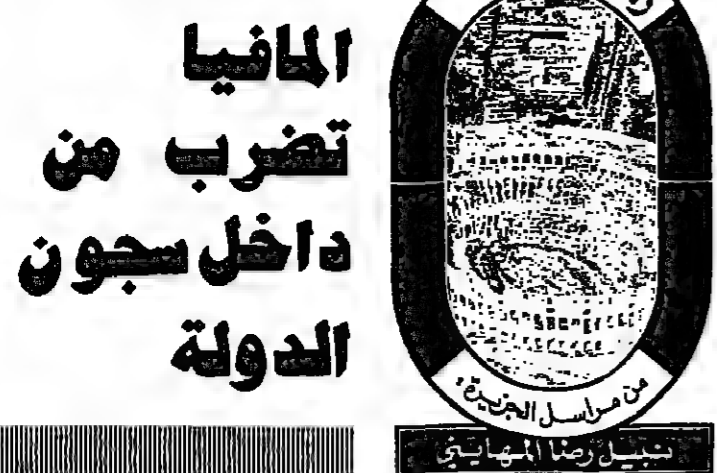 المافيا
تضرب من
داخل سجون
الدولة
من مراسل الجزيرة:
نبيل رضا المهايني